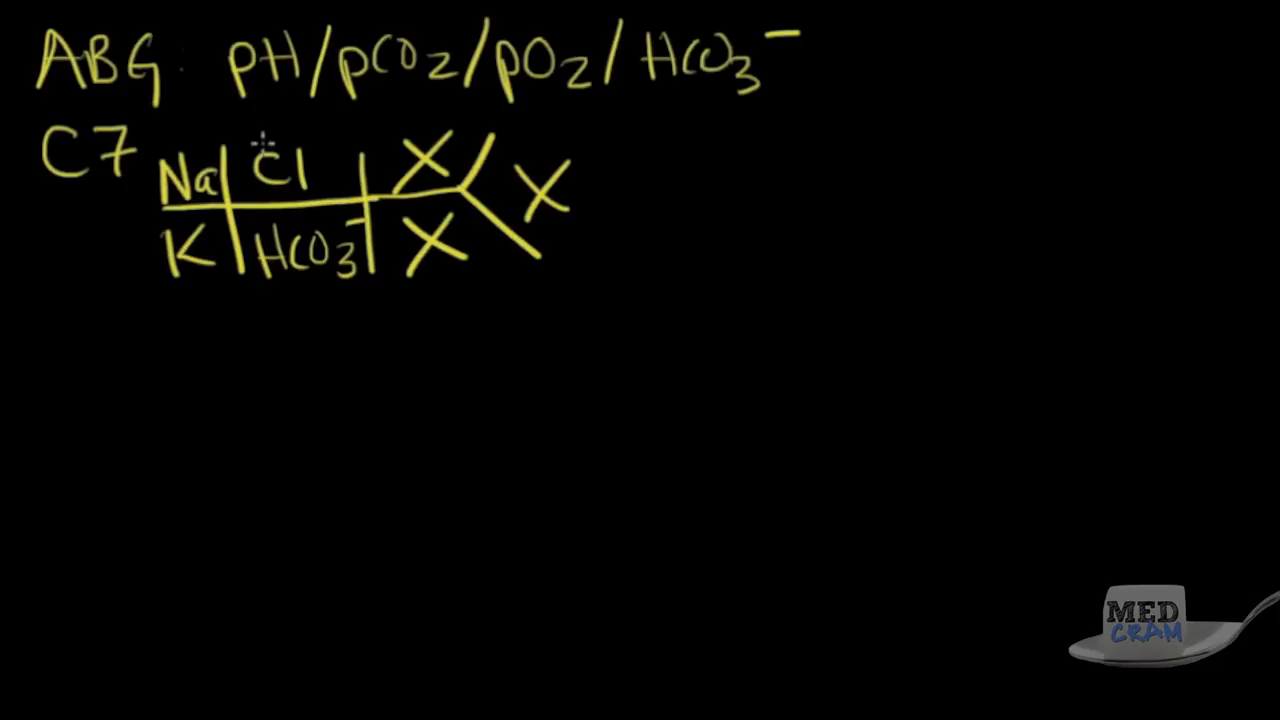 ABG: pH/pCO2/pO2/HCO3⁻
C7
Na Cl X X
K HCO3⁻ X
MED
CRAM